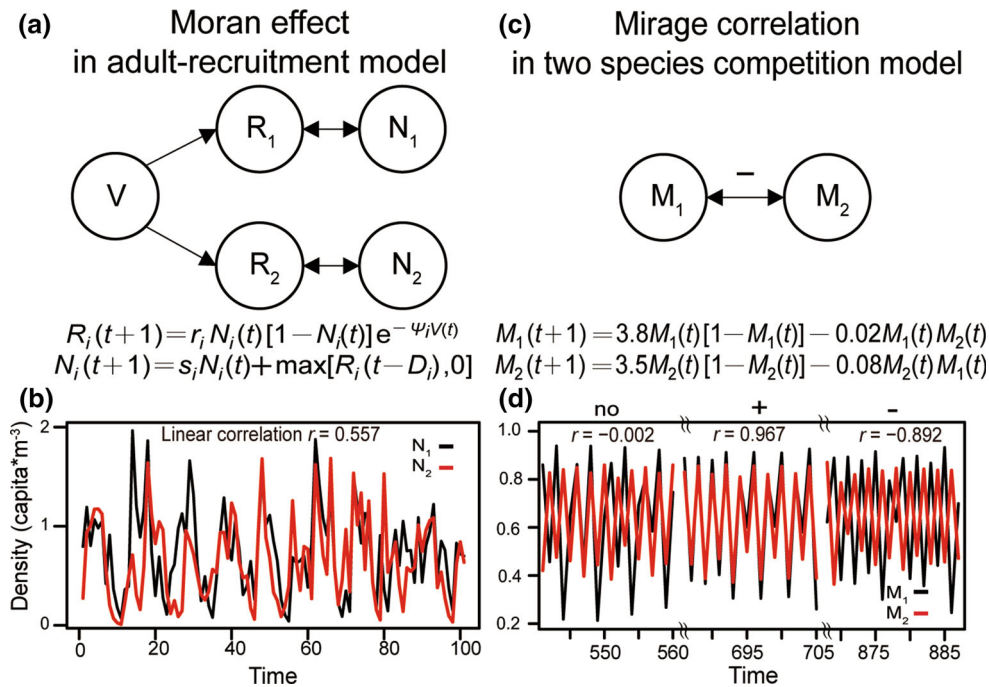 (a) Moran effect
in adult-recruitment model
V
R₁
N₁
R₂
N₂
Rᵢ(t+1)=rᵢNᵢ(t)[1−Nᵢ(t)]e^−ΨᵢV(t)
Nᵢ(t+1)=sᵢNᵢ(t)+max[Rᵢ(t−Dᵢ),0]
(b)
Linear correlation r = 0.557
N₁
N₂
Density (capita*m⁻³)
2
1
0
0 20 40 60 80 100
Time
(c) Mirage correlation
in two species competition model
−
M₁
M₂
M₁(t+1)=3.8M₁(t)[1−M₁(t)]−0.02M₁(t)M₂(t)
M₂(t+1)=3.5M₂(t)[1−M₂(t)]−0.08M₂(t)M₁(t)
(d)
no + -
r = −0.002 r = 0.967 r = −0.892
1.0
0.8
0.6
0.4
0.2
M₁
M₂
550 560 695 705 875 885
Time